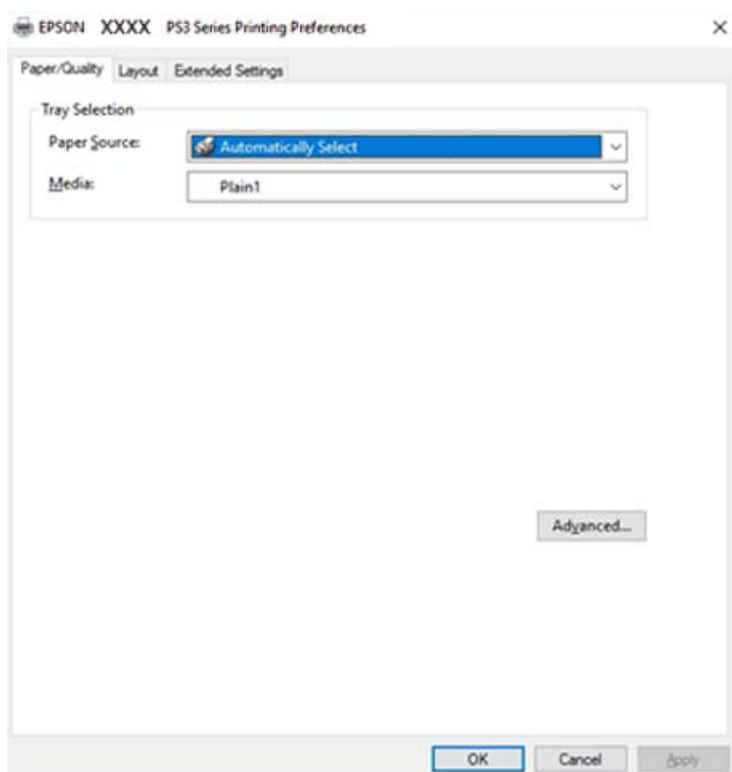 EPSON XXXX PS3 Series Printing Preferences
Paper/Quality Layout Extended Settings
Tray Selection
Paper Source: Automatically Select
Media: Plain1
Advanced...
OK Cancel Apply